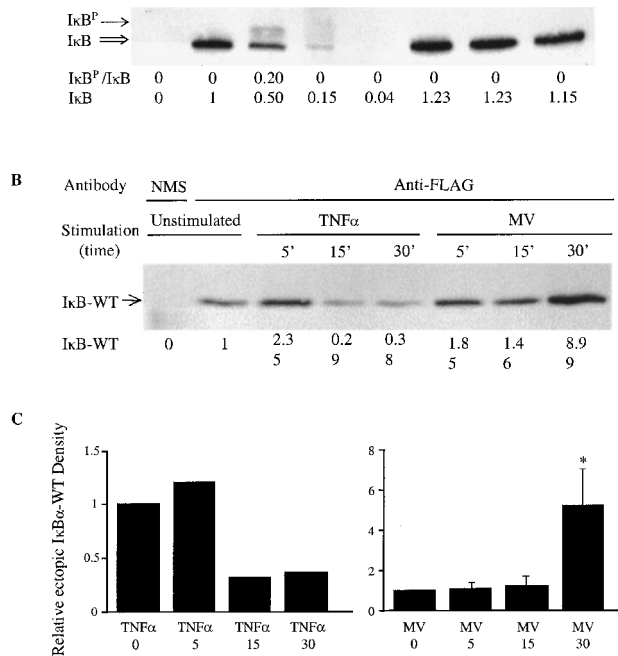 IκBᴾ
IκB
IκBᴾ/IκB 0 0 0.20 0 0 0 0 0
IκB 0 1 0.50 0.15 0.04 1.23 1.23 1.15
B
Antibody NMS Anti-FLAG
Unstimulated TNFα MV
Stimulation
(time) 5' 15' 30' 5' 15' 30'
IκB-WT
IκB-WT 0 1 2.3 0.2 0.3 1.8 1.4 8.9
5 9 8 5 6 9
C
Relative ectopic IκBα-WT Density
1.5
1
0.5
0
TNFα TNFα TNFα TNFα
0 5 15 30
8
6
4
2
0
*
MV MV MV MV
0 5 15 30